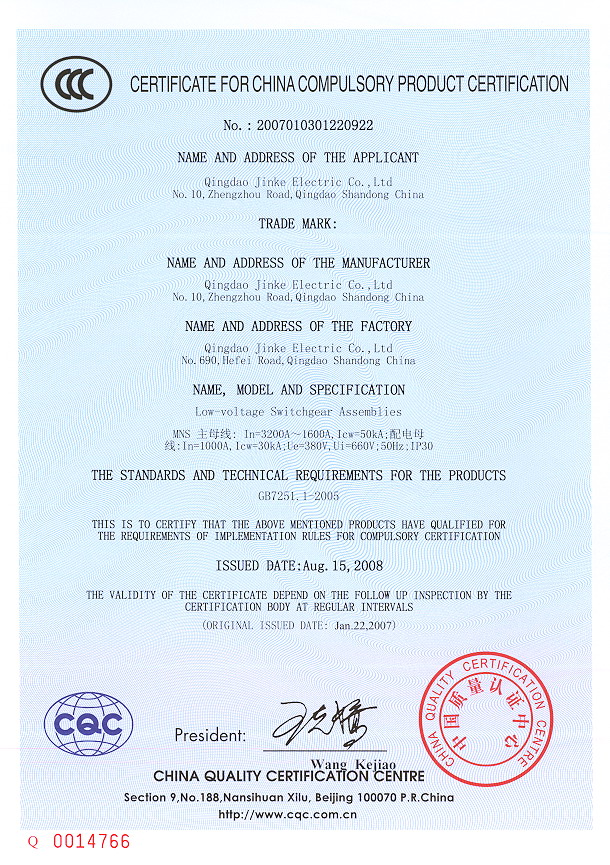 CCC
CERTIFICATE FOR CHINA COMPULSORY PRODUCT CERTIFICATION
No.: 2007010301220922
NAME AND ADDRESS OF THE APPLICANT
Qingdao Jinke Electric Co.,Ltd
No.10,Zhengzhou Road,Qingdao Shandong China
TRADE MARK:
NAME AND ADDRESS OF THE MANUFACTURER
Qingdao Jinke Electric Co.,Ltd
No.10,Zhengzhou Road,Qingdao Shandong China
NAME AND ADDRESS OF THE FACTORY
Qingdao Jinke Electric Co.,Ltd
No.690,Hefei Road,Qingdao Shandong China
NAME, MODEL AND SPECIFICATION
Low-voltage Switchgear Assemblies
MNS 主母线: In=3200A~1600A,Icw=50kA;配电母
线:In=1000A,Icw=30kA;Ue=380V,Ui=660V;50Hz;IP30
THE STANDARDS AND TECHNICAL REQUIREMENTS FOR THE PRODUCTS
GB7251.1-2005
THIS IS TO CERTIFY THAT THE ABOVE MENTIONED PRODUCTS HAVE QUALIFIED FOR
THE REQUIREMENTS OF IMPLEMENTATION RULES FOR COMPULSORY CERTIFICATION
ISSUED DATE:Aug.15,2008
THE VALIDITY OF THE CERTIFICATE DEPEND ON THE FOLLOW UP INSPECTION BY THE
CERTIFICATION BODY AT REGULAR INTERVALS
(ORIGINAL ISSUED DATE: Jan.22,2007)
CHINA QUALITY CERTIFICATION CENTRE
中国质量认证中心
CQC
President:
Wang Kejiao
CHINA QUALITY CERTIFICATION CENTRE
Section 9,No.188,Nansihuan Xilu, Beijing 100070 P.R.China
http://www.cqc.com.cn
Q 0014766